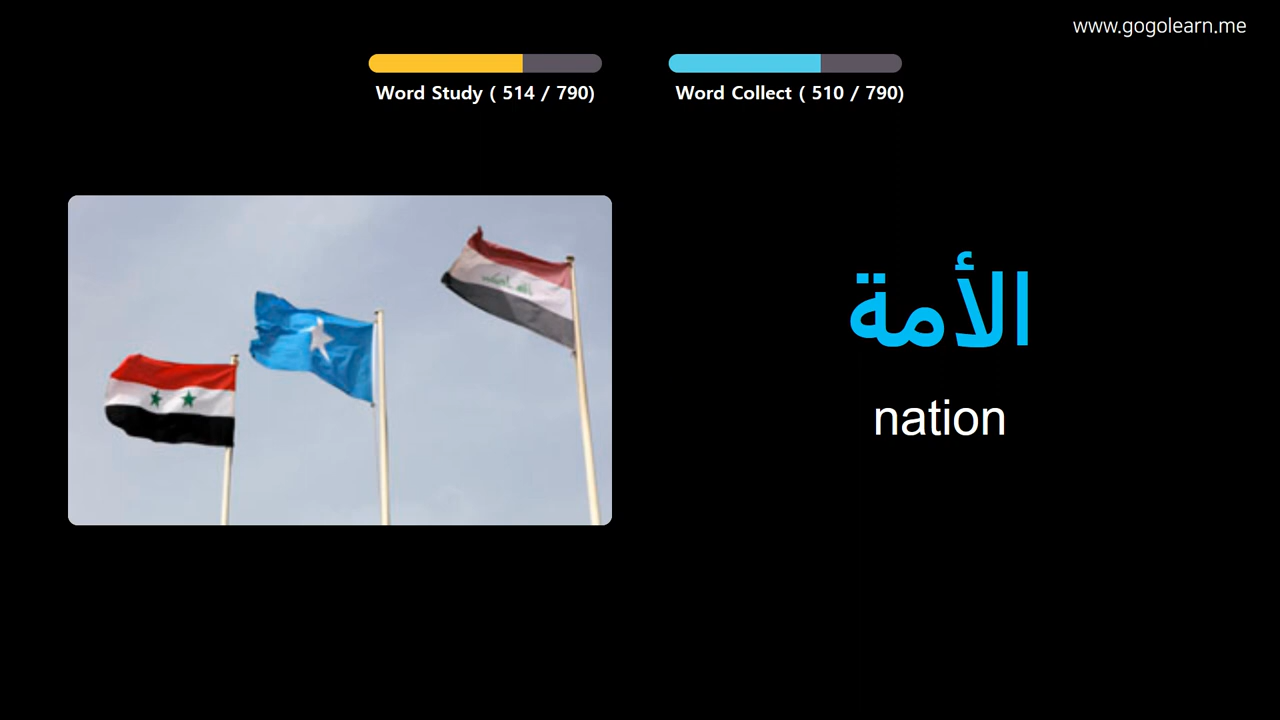 www.gogolearn.me
Word Study ( 514 / 790)
Word Collect ( 510 / 790)
الأمة
nation